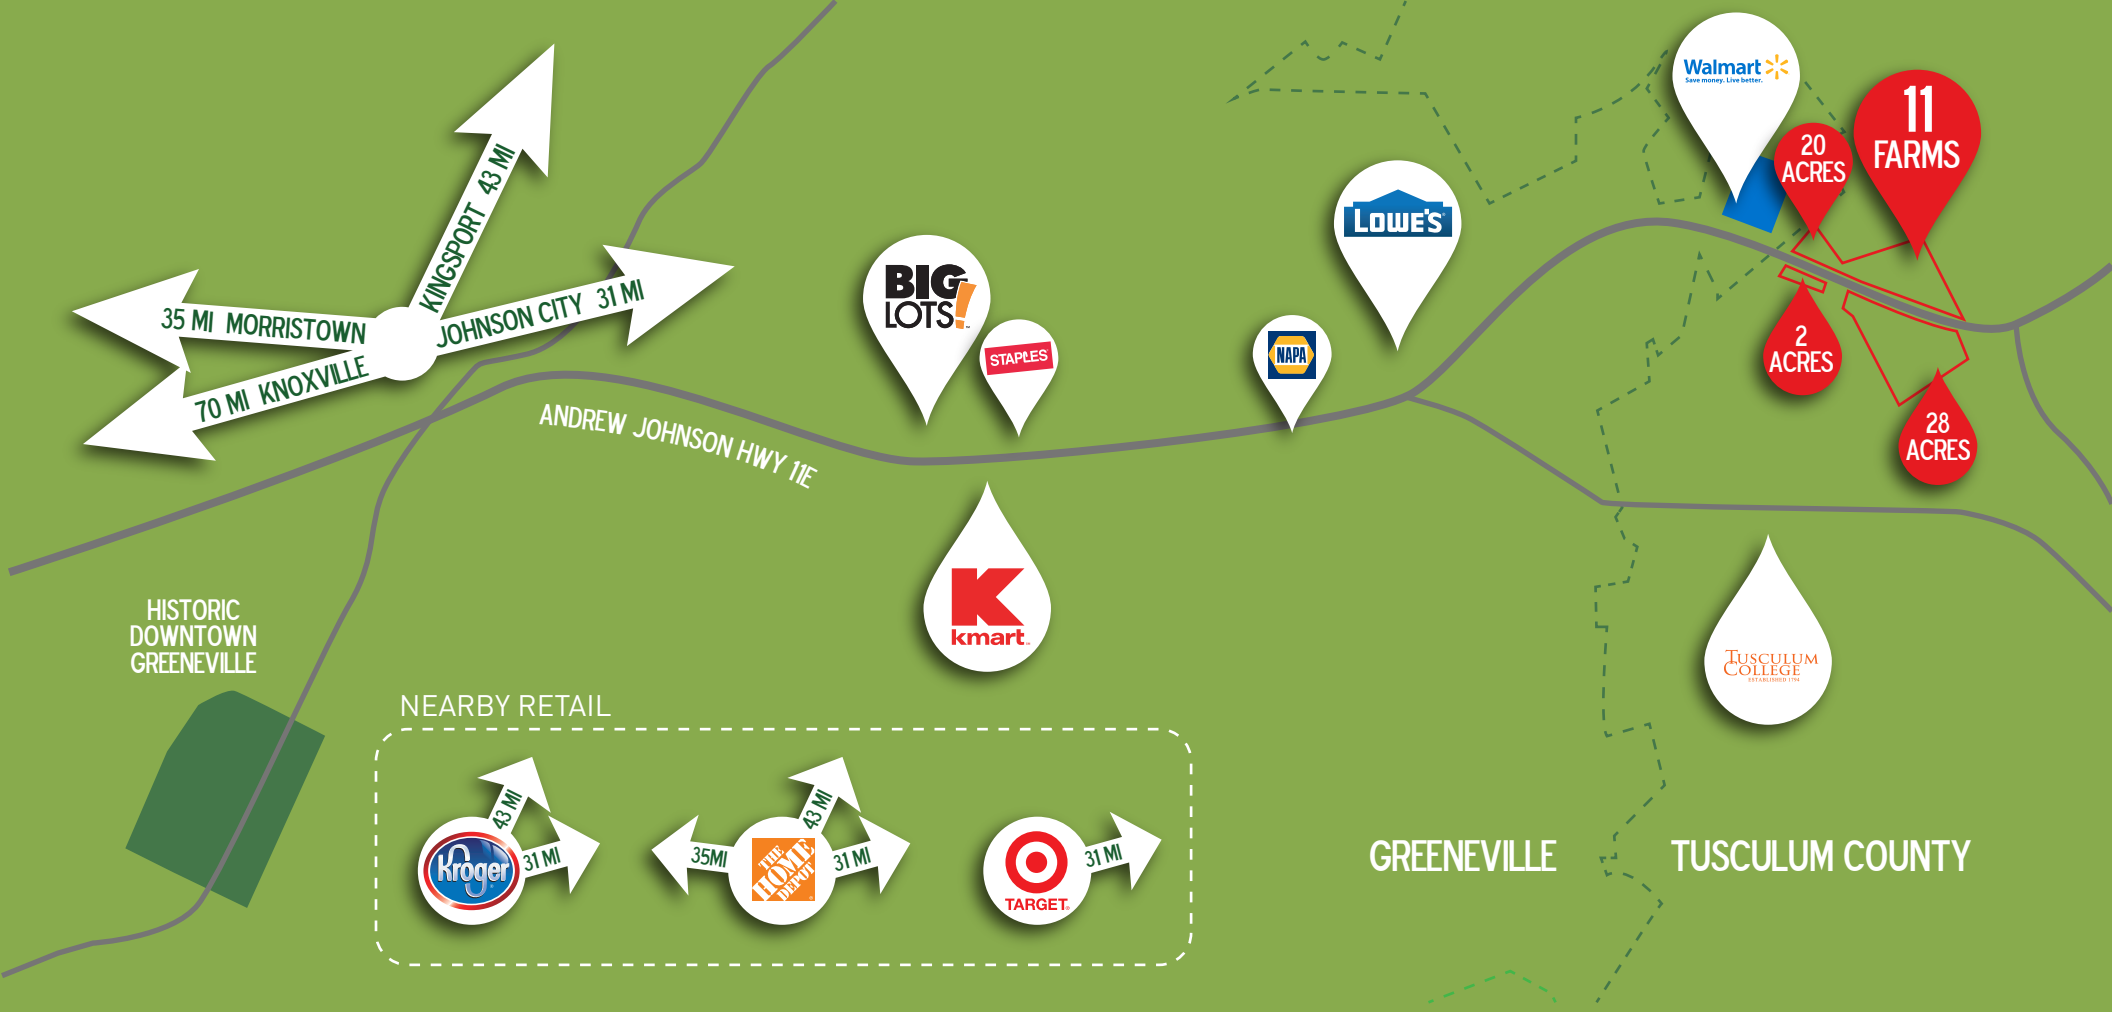 KINGSPORT 43 MI
35 MI MORRISTOWN
JOHNSON CITY 31 MI
70 MI KNOXVILLE
ANDREW JOHNSON HWY 11E
BIG
LOTS!
STAPLES
kmart
NAPA
LOWE'S
Walmart
Save money. Live better.
20
ACRES
11
FARMS
2
ACRES
28
ACRES
TUSCULUM
COLLEGE
ESTABLISHED 1794
HISTORIC
DOWNTOWN
GREENEVILLE
NEARBY RETAIL
43 MI
Kroger
31 MI
43 MI
35MI
THE
HOME
DEPOT
31 MI
TARGET
31 MI
GREENEVILLE
TUSCULUM COUNTY